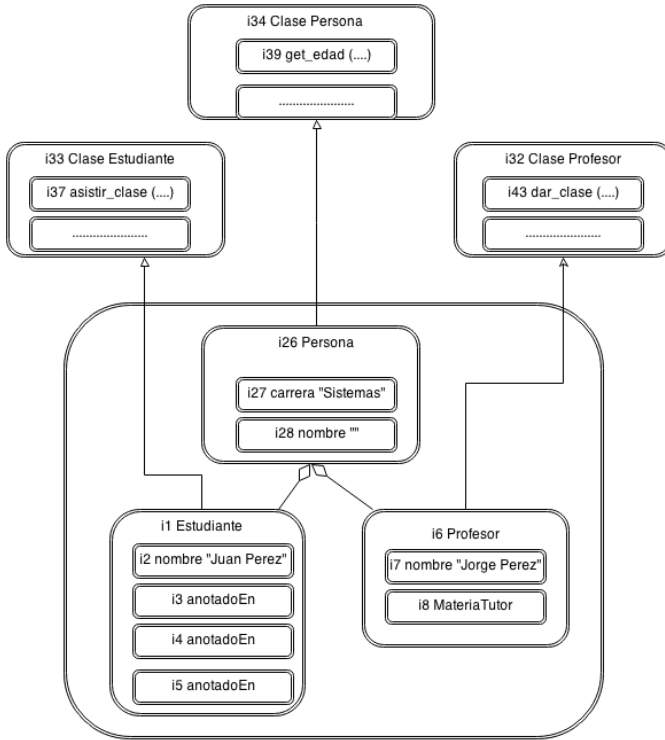 i34 Clase Persona
i39 get_edad (....)
......................
i33 Clase Estudiante
i37 asistir_clase (....)
......................
i32 Clase Profesor
i43 dar_clase (....)
......................
i26 Persona
i27 carrera "Sistemas"
i28 nombre ""
i1 Estudiante
i2 nombre "Juan Perez"
i3 anotadoEn
i4 anotadoEn
i5 anotadoEn
i6 Profesor
i7 nombre "Jorge Perez"
i8 MateriaTutor